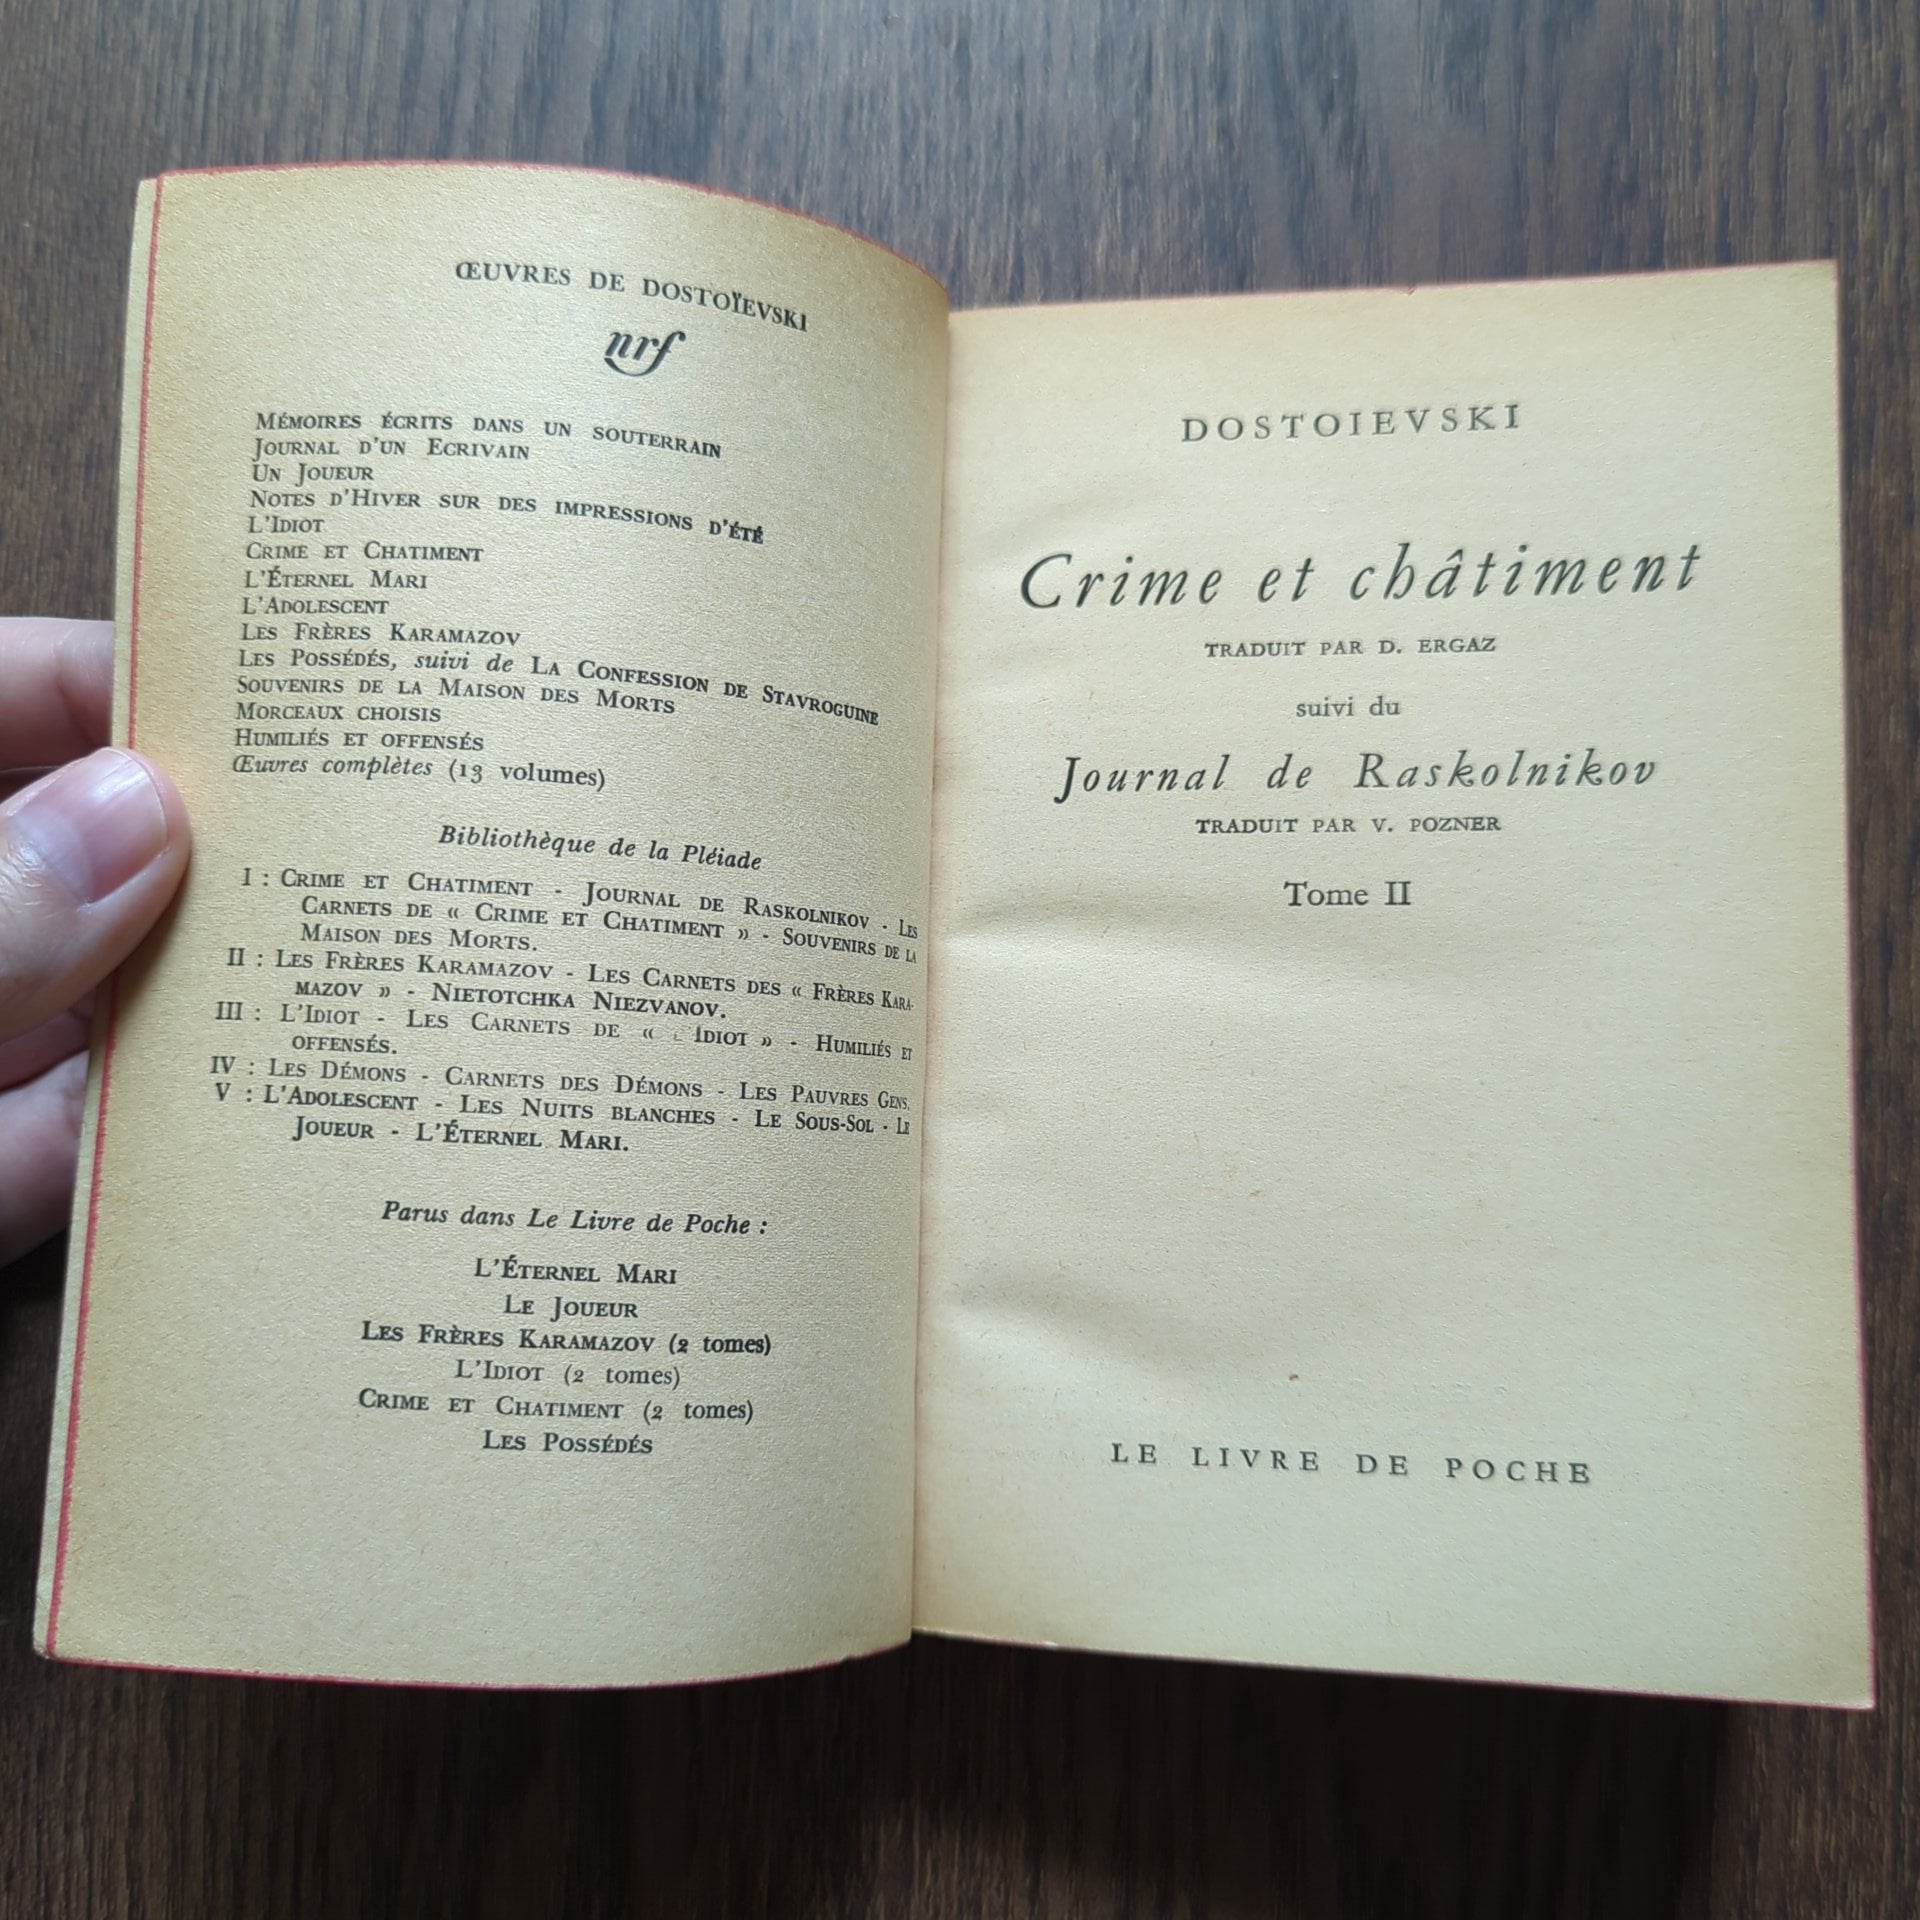 ŒUVRES DE DOSTOÏEVSKI
nrf
MÉMOIRES ÉCRITS DANS UN SOUTERRAIN
JOURNAL D'UN ECRIVAIN
UN JOUEUR
NOTES D'HIVER SUR DES IMPRESSIONS D'ÉTÉ
L'IDIOT
CRIME ET CHATIMENT
L'ÉTERNEL MARI
L'ADOLESCENT
LES FRÈRES KARAMAZOV
LES POSSÉDÉS, suivi de LA CONFESSION DE STAVROGUINE
SOUVENIRS DE LA MAISON DES MORTS
MORCEAUX CHOISIS
HUMILIÉS ET OFFENSÉS
Œuvres complètes (13 volumes)
Bibliothèque de la Pléiade
I : CRIME ET CHATIMENT - JOURNAL DE RASKOLNIKOV - LES
CARNETS DE « CRIME ET CHATIMENT » - SOUVENIRS DE LA
MAISON DES MORTS.
II : LES FRÈRES KARAMAZOV - LES CARNETS DES « FRÈRES KARA-
MAZOV » - NIETOTCHKA NIEZVANOV.
III : L'IDIOT - LES CARNETS DE « IDIOT » - HUMILIÉS ET
OFFENSÉS.
IV : LES DÉMONS - CARNETS DES DÉMONS - LES PAUVRES GENS.
V : L'ADOLESCENT - LES NUITS BLANCHES - LE SOUS-SOL - LE
JOUEUR - L'ÉTERNEL MARI.
Parus dans Le Livre de Poche :
L'ÉTERNEL MARI
LE JOUEUR
LES FRÈRES KARAMAZOV (2 tomes)
L'IDIOT (2 tomes)
CRIME ET CHATIMENT (2 tomes)
LES POSSÉDÉS
DOSTOIEVSKI
Crime et châtiment
TRADUIT PAR D. ERGAZ
suivi du
Journal de Raskolnikov
TRADUIT PAR V. POZNER
Tome II
LE LIVRE DE POCHE